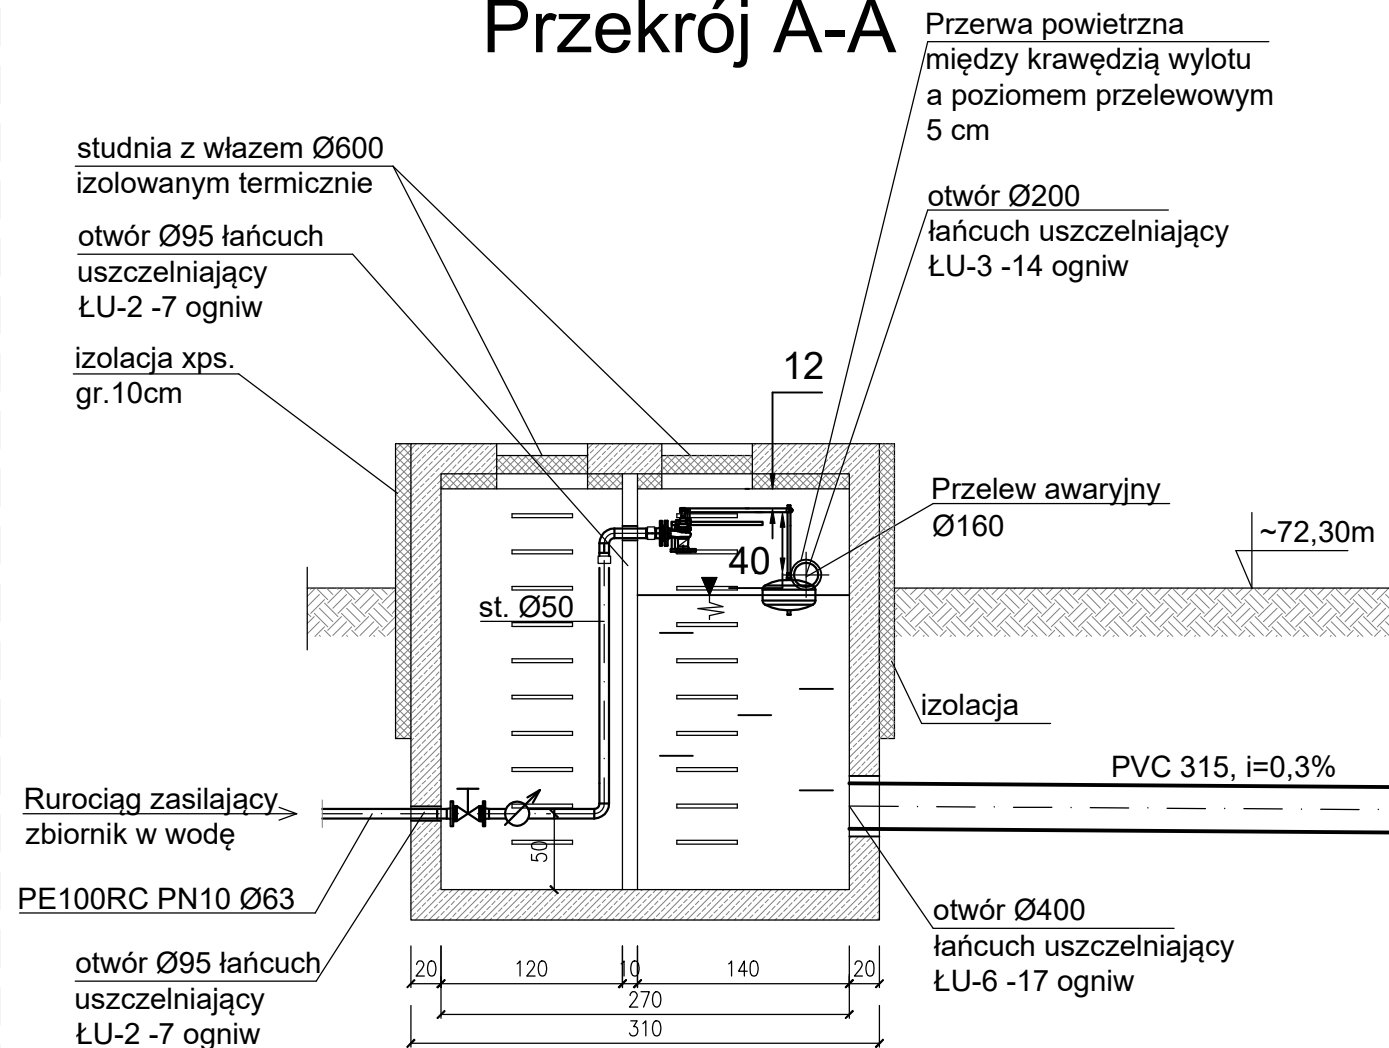 Przekrój A-A
Przerwa powietrzna
między krawędzią wylotu
a poziomem przelewowym
5 cm
studnia z włazem Ø600
izolowanym termicznie
otwór Ø200
łańcuch uszczelniający
ŁU-3 -14 ogniw
otwór Ø95 łańcuch
uszczelniający
ŁU-2 -7 ogniw
izolacja xps.
gr.10cm
12
Przelew awaryjny
Ø160
~72,30m
40
st. Ø50
izolacja
PVC 315, i=0,3%
Rurociąg zasilający
zbiornik w wodę
50
PE100RC PN10 Ø63
otwór Ø400
łańcuch uszczelniający
ŁU-6 -17 ogniw
otwór Ø95 łańcuch
uszczelniający
ŁU-2 -7 ogniw
20 120 10 140 20
270
310